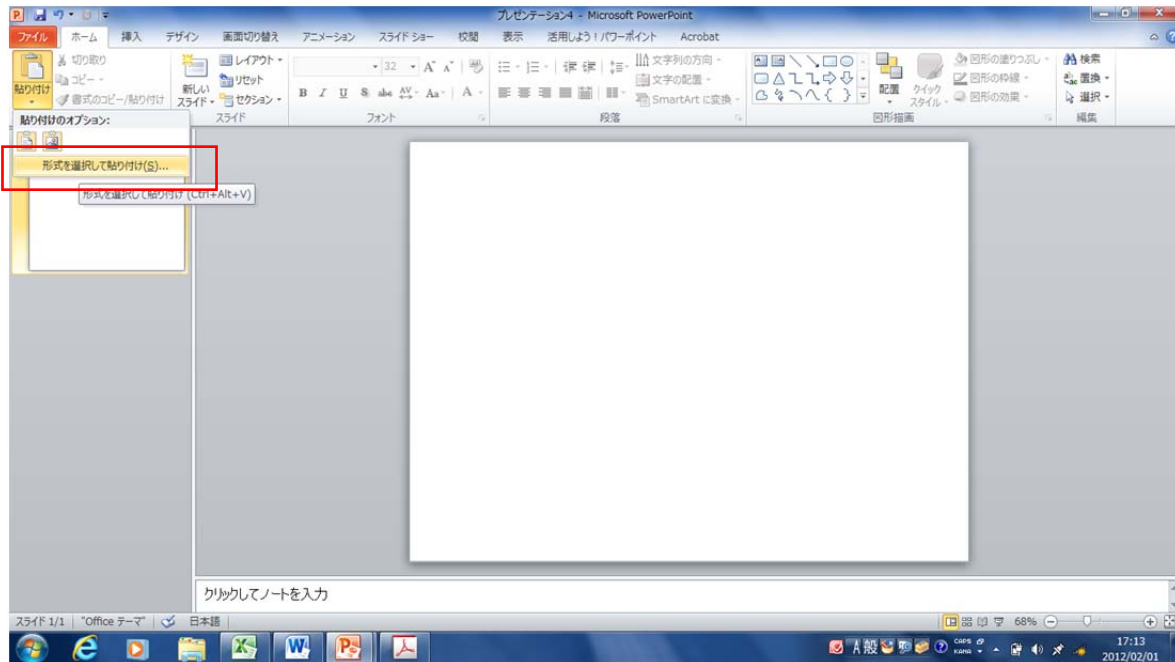 プレゼンテーション4 - Microsoft PowerPoint
ファイル ホーム 挿入 デザイン 画面切り替え アニメーション スライド ショー 校閲 表示 活用しよう！パワーポイント Acrobat
貼り付け
切り取り
コピー
書式のコピー/貼り付け
新しい
スライド
レイアウト
リセット
セクション
スライド
32
B I U S abc AV Aa A
フォント
文字列の方向
文字の配置
SmartArt に変換
段落
配置
クイック
スタイル
図形の塗りつぶし
図形の枠線
図形の効果
図形描画
検索
置換
選択
編集
貼り付けのオプション:
形式を選択して貼り付け(S)...
形式を選択して貼り付け (Ctrl+Alt+V)
クリックしてノートを入力
スライド 1/1 "Office テーマ" 日本語 68%
A 般 CAPS KANA 17:13
2012/02/01